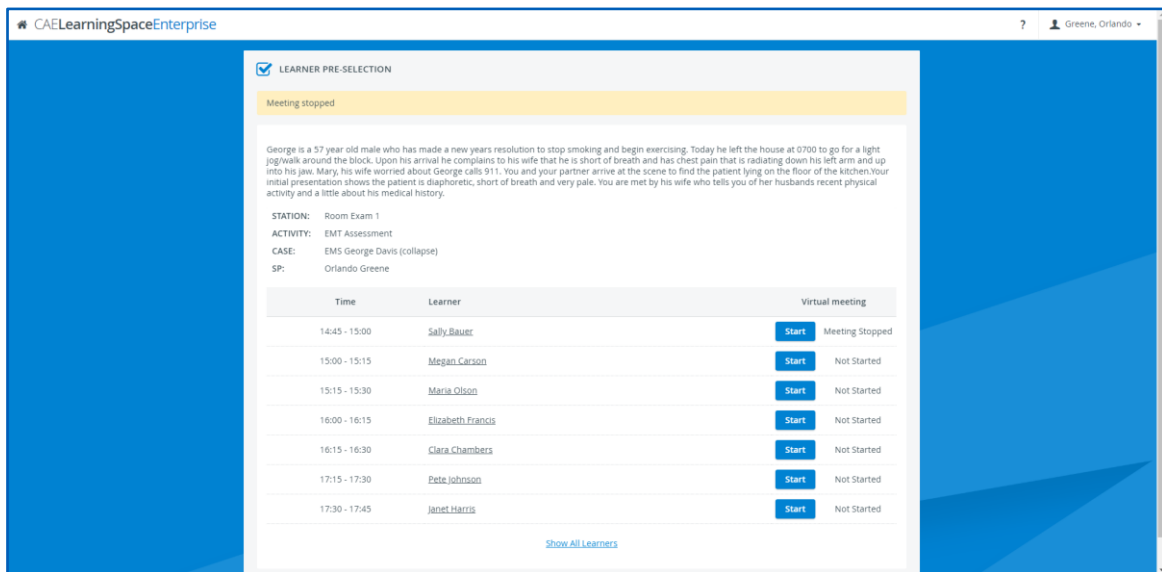 CAELearningSpaceEnterprise ? Greene, Orlando
LEARNER PRE-SELECTION
Meeting stopped
George is a 57 year old male who has made a new years resolution to stop smoking and begin exercising. Today he left the house at 0700 to go for a light
jog/walk around the block. Upon his arrival he complains to his wife that he is short of breath and has chest pain that is radiating down his left arm and up
into his jaw. Mary, his wife worried about George calls 911. You and your partner arrive at the scene to find the patient lying on the floor of the kitchen.Your
initial presentation shows the patient is diaphoretic, short of breath and very pale. You are met by his wife who tells you of her husbands recent physical
activity and a little about his medical history.
STATION: Room Exam 1
ACTIVITY: EMT Assessment
CASE: EMS George Davis (collapse)
SP: Orlando Greene
Time Learner Virtual meeting
14:45 - 15:00 Sally Bauer Start Meeting Stopped
15:00 - 15:15 Megan Carson Start Not Started
15:15 - 15:30 Maria Olson Start Not Started
16:00 - 16:15 Elizabeth Francis Start Not Started
16:15 - 16:30 Clara Chambers Start Not Started
17:15 - 17:30 Pete Johnson Start Not Started
17:30 - 17:45 Janet Harris Start Not Started
Show All Learners